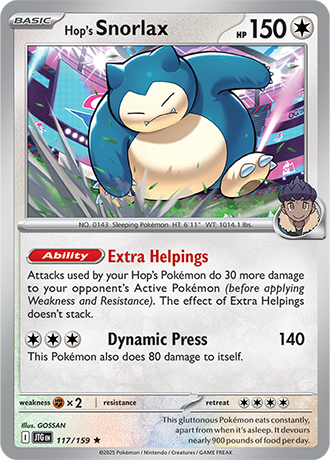 BASIC
Hop's Snorlax HP 150
NO. 0143 Sleeping Pokémon HT: 6'11" WT: 1014.1 lbs.
Ability Extra Helpings
Attacks used by your Hop's Pokémon do 30 more damage
to your opponent's Active Pokémon (before applying
Weakness and Resistance). The effect of Extra Helpings
doesn't stack.
Dynamic Press 140
This Pokémon also does 80 damage to itself.
weakness ×2 resistance retreat
Illus. GOSSAN
I JTG EN 117/159 ★
This gluttonous Pokémon eats constantly,
apart from when it's asleep. It devours
nearly 900 pounds of food per day.
©2025 Pokémon / Nintendo / Creatures / GAME FREAK